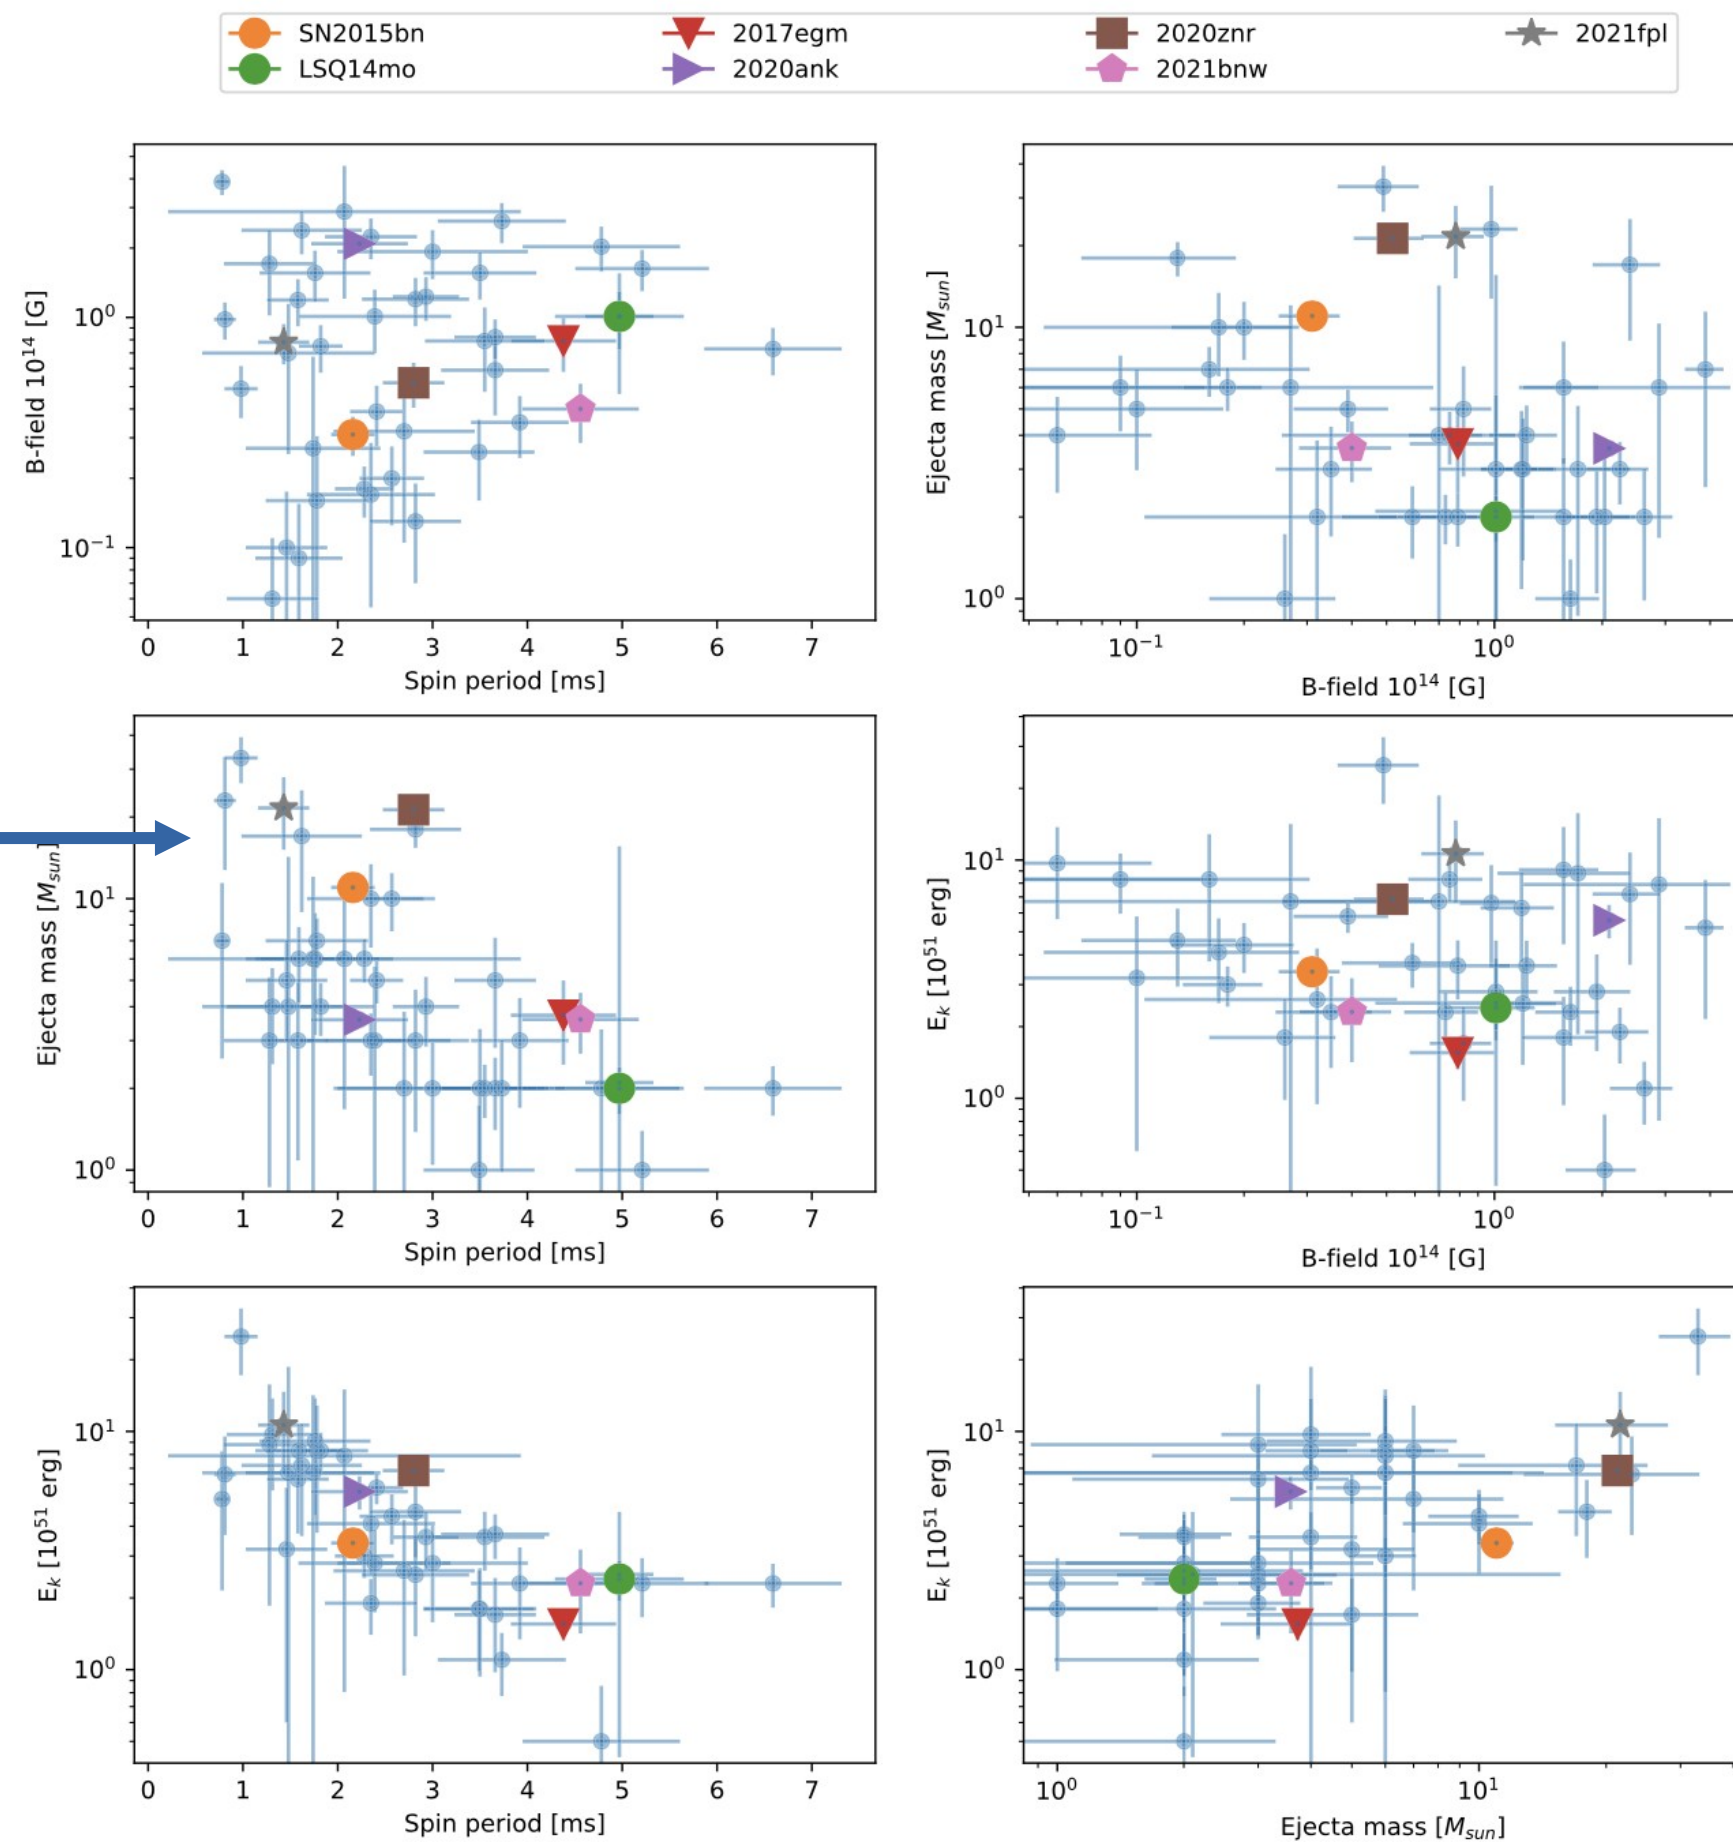 SN2015bn 2017egm 2020znr 2021fpl
LSQ14mo 2020ank 2021bnw
B-field 10¹⁴ [G]
10⁰
10⁻¹
0 1 2 3 4 5 6 7
Spin period [ms]
Ejecta mass [M_sun]
10¹
10⁰
10⁻¹ 10⁰
B-field 10¹⁴ [G]
Ejecta mass [M_sun]
10¹
10⁰
0 1 2 3 4 5 6 7
Spin period [ms]
E_k [10⁵¹ erg]
10¹
10⁰
10⁻¹ 10⁰
B-field 10¹⁴ [G]
E_k [10⁵¹ erg]
10¹
10⁰
0 1 2 3 4 5 6 7
Spin period [ms]
E_k [10⁵¹ erg]
10¹
10⁰
10⁰ 10¹
Ejecta mass [M_sun]